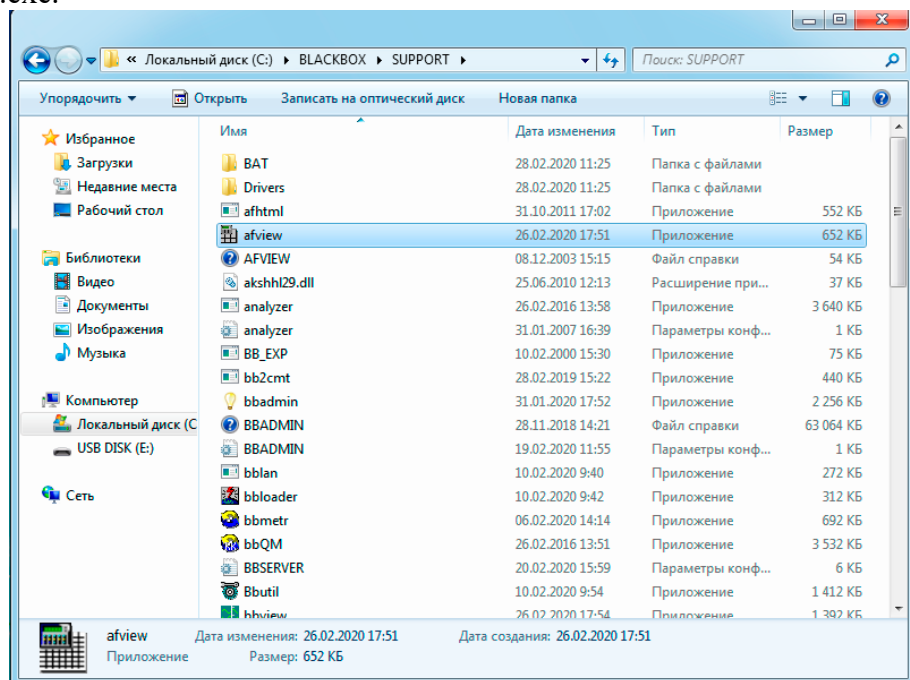 « Локальный диск (C:) ▸ BLACKBOX ▸ SUPPORT ▸
Поиск: SUPPORT
Упорядочить ▾ Открыть Записать на оптический диск Новая папка
Избранное
Загрузки
Недавние места
Рабочий стол
Библиотеки
Видео
Документы
Изображения
Музыка
Компьютер
Локальный диск (C
USB DISK (E:)
Сеть
Имя Дата изменения Тип Размер
BAT 28.02.2020 11:25 Папка с файлами
Drivers 28.02.2020 11:25 Папка с файлами
afhtml 31.10.2011 17:02 Приложение 552 КБ
afview 26.02.2020 17:51 Приложение 652 КБ
AFVIEW 08.12.2003 15:15 Файл справки 54 КБ
akshhl29.dll 25.06.2010 12:13 Расширение при... 37 КБ
analyzer 26.02.2016 13:58 Приложение 3 640 КБ
analyzer 31.01.2007 16:39 Параметры конф... 1 КБ
BB_EXP 10.02.2000 15:30 Приложение 75 КБ
bb2cmt 28.02.2019 15:22 Приложение 440 КБ
bbadmin 31.01.2020 17:52 Приложение 2 256 КБ
BBADMIN 28.11.2018 14:21 Файл справки 63 064 КБ
BBADMIN 19.02.2020 11:55 Параметры конф... 1 КБ
bblan 10.02.2020 9:40 Приложение 272 КБ
bbloader 10.02.2020 9:42 Приложение 312 КБ
bbmetr 06.02.2020 14:14 Приложение 692 КБ
bbQM 26.02.2016 13:51 Приложение 3 532 КБ
BBSERVER 20.02.2020 15:59 Параметры конф... 6 КБ
Bbutil 10.02.2020 9:54 Приложение 1 412 КБ
bbview 26.02.2020 17:54 Приложение 1 392 КБ
afview Дата изменения: 26.02.2020 17:51 Дата создания: 26.02.2020 17:51
Приложение Размер: 652 КБ